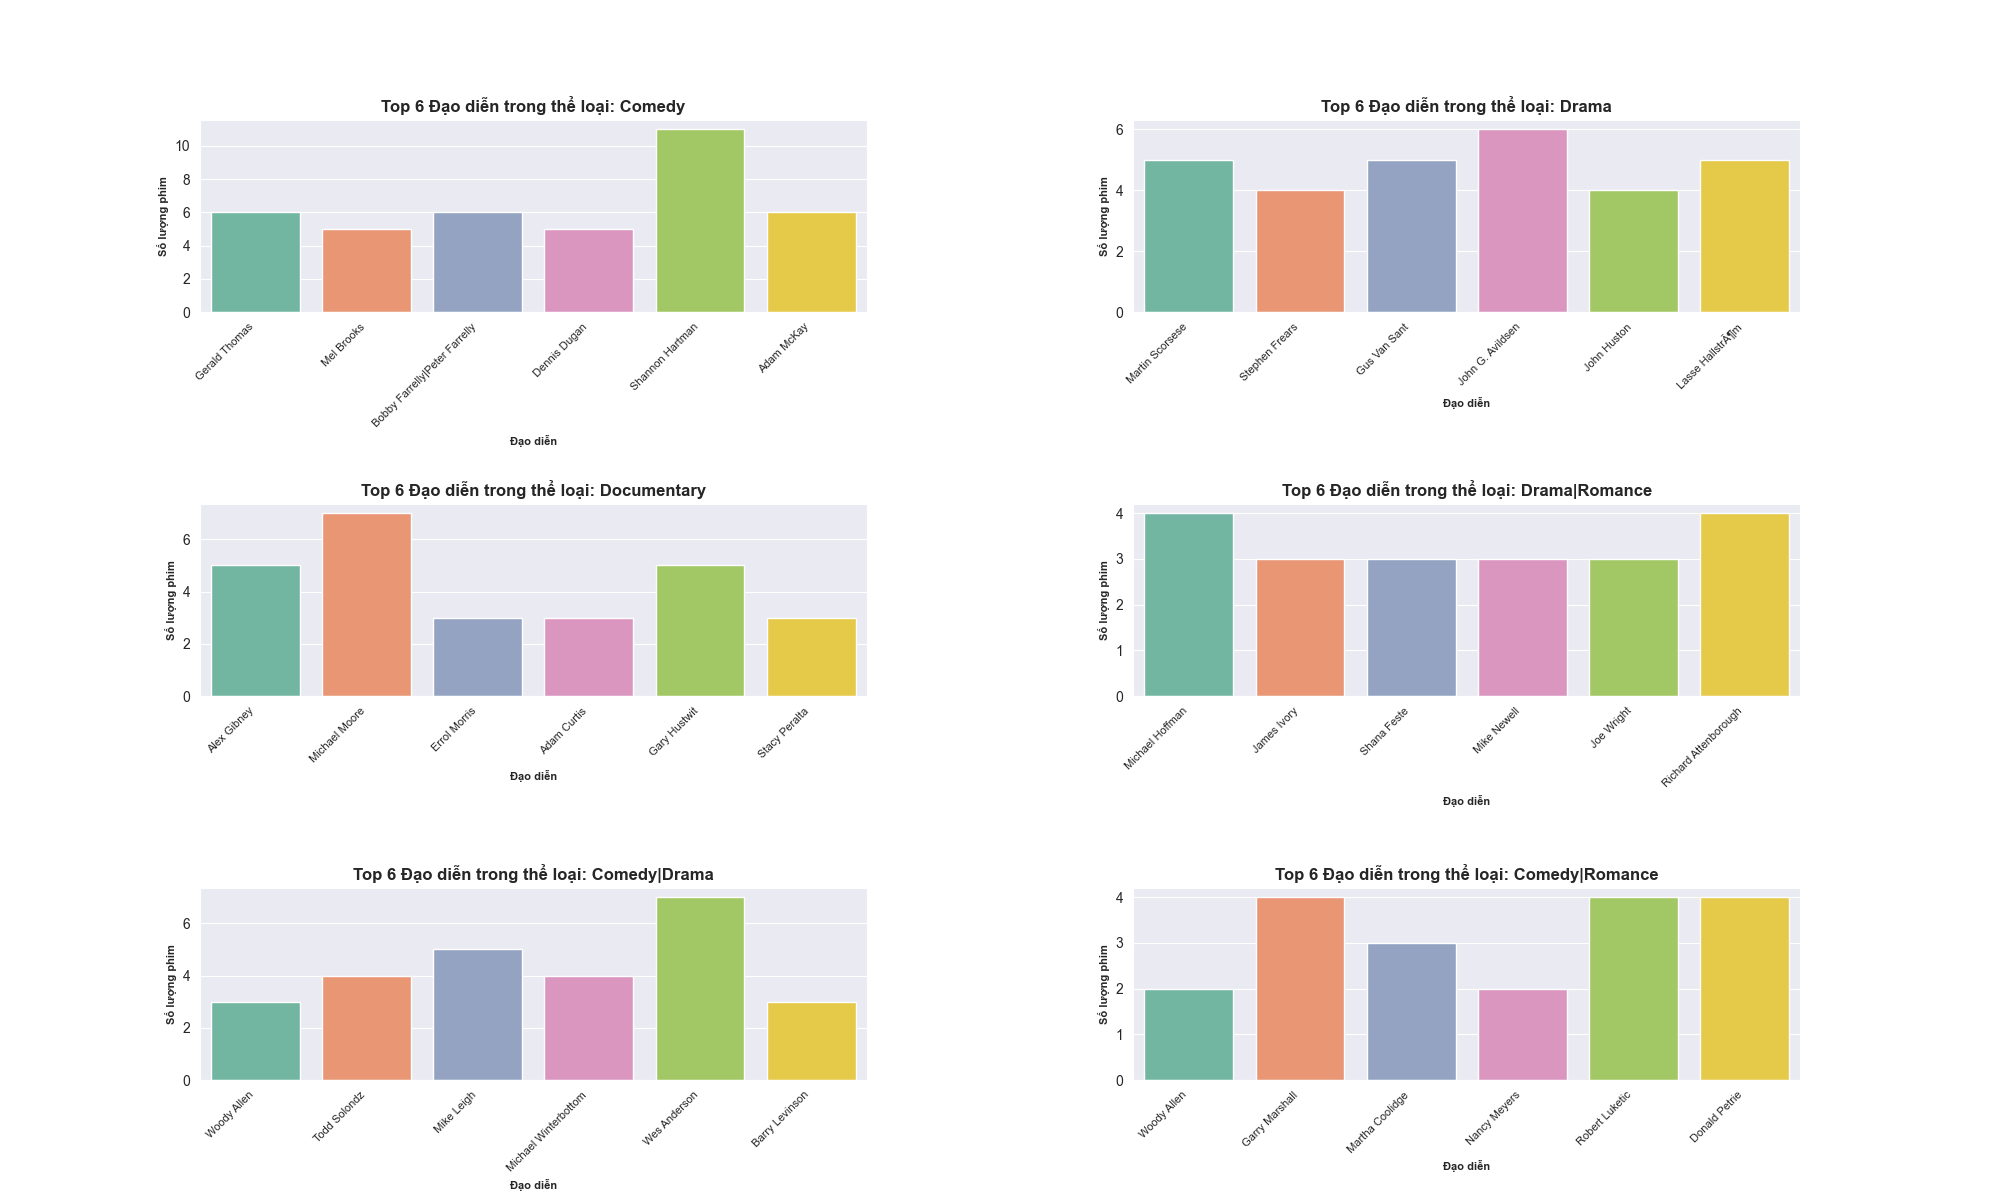 Top 6 Đạo diễn trong thể loại: Comedy
Số lượng phim
10
8
6
4
2
0
Gerald Thomas
Mel Brooks
Bobby Farrelly|Peter Farrelly
Dennis Dugan
Shannon Hartman
Adam McKay
Đạo diễn
Top 6 Đạo diễn trong thể loại: Drama
Số lượng phim
6
4
2
0
Martin Scorsese
Stephen Frears
Gus Van Sant
John G. Avildsen
John Huston
Lasse HallstrÃ¶m
Đạo diễn
Top 6 Đạo diễn trong thể loại: Documentary
Số lượng phim
6
4
2
0
Alex Gibney
Michael Moore
Errol Morris
Adam Curtis
Gary Hustwit
Stacy Peralta
Đạo diễn
Top 6 Đạo diễn trong thể loại: Drama|Romance
Số lượng phim
4
3
2
1
0
Michael Hoffman
James Ivory
Shana Feste
Mike Newell
Joe Wright
Richard Attenborough
Đạo diễn
Top 6 Đạo diễn trong thể loại: Comedy|Drama
Số lượng phim
6
4
2
0
Woody Allen
Todd Solondz
Mike Leigh
Michael Winterbottom
Wes Anderson
Barry Levinson
Đạo diễn
Top 6 Đạo diễn trong thể loại: Comedy|Romance
Số lượng phim
4
3
2
1
0
Woody Allen
Garry Marshall
Martha Coolidge
Nancy Meyers
Robert Luketic
Donald Petrie
Đạo diễn